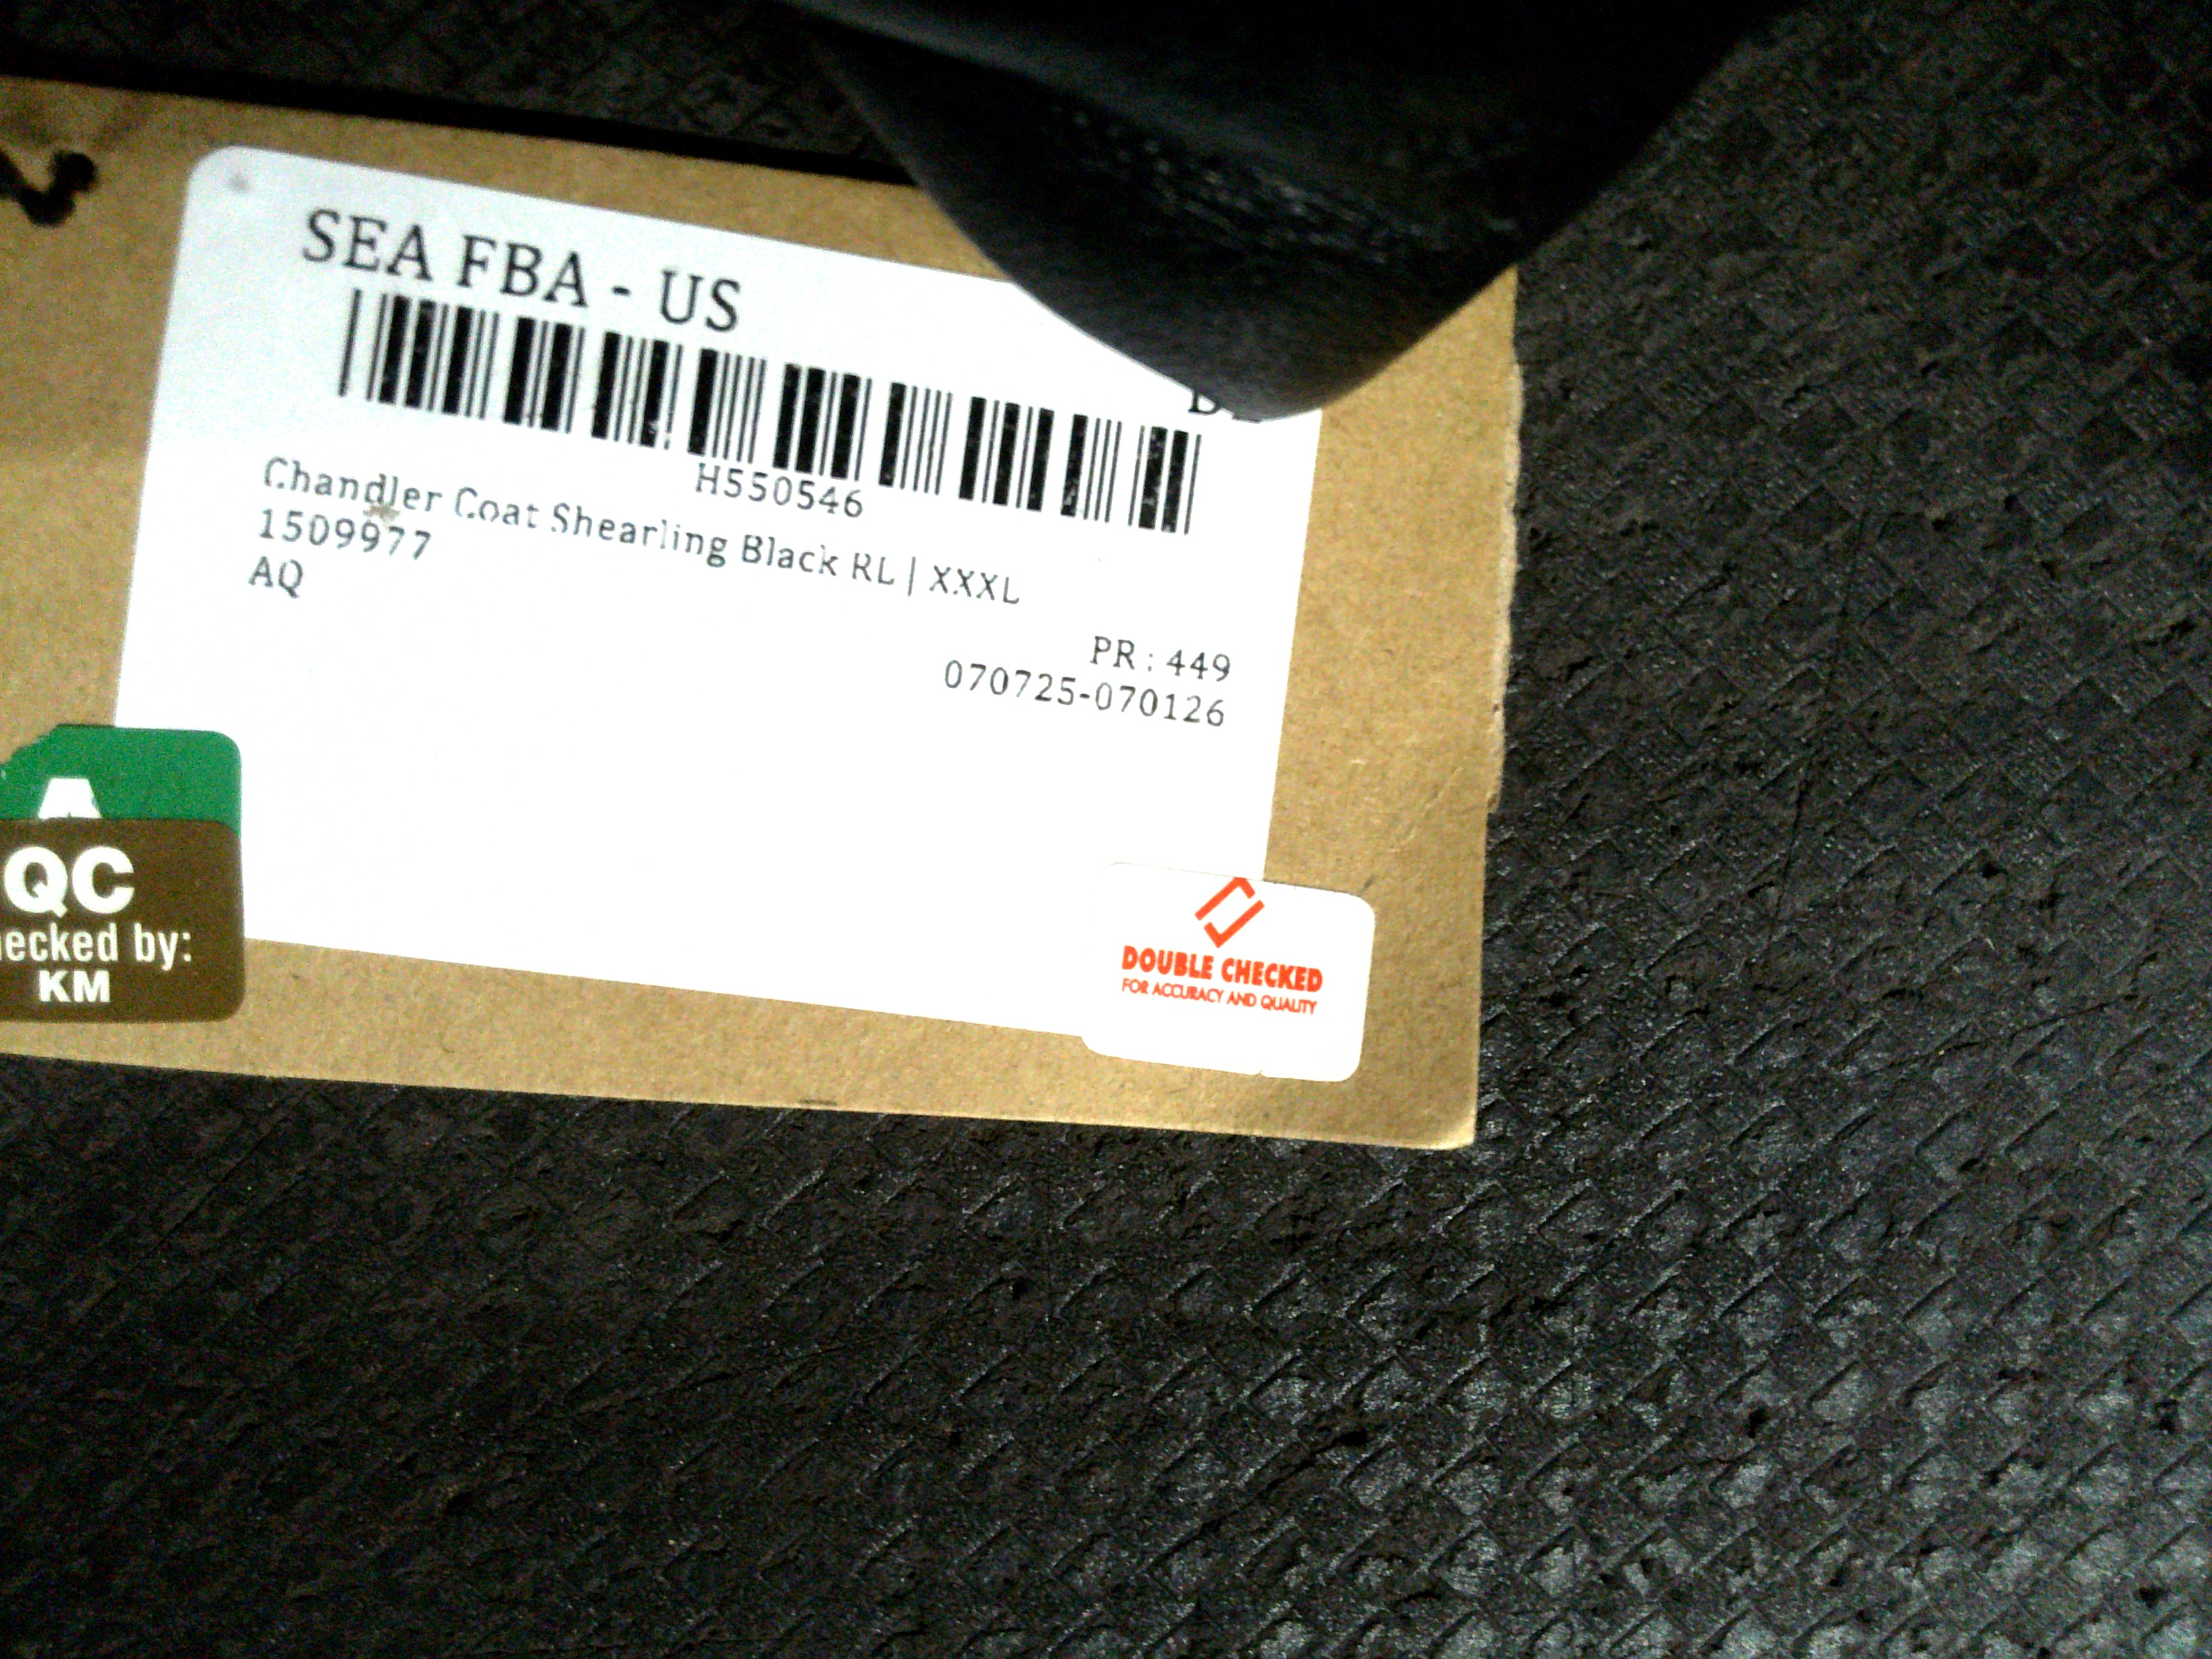 SEA FBA - US
H550546
Chandler Coat Shearling Black RL | XXXL
1509977
AQ
PR : 449
070725-070126
A
QC
ecked by:
KM
DOUBLE CHECKED
FOR ACCURACY AND QUALITY